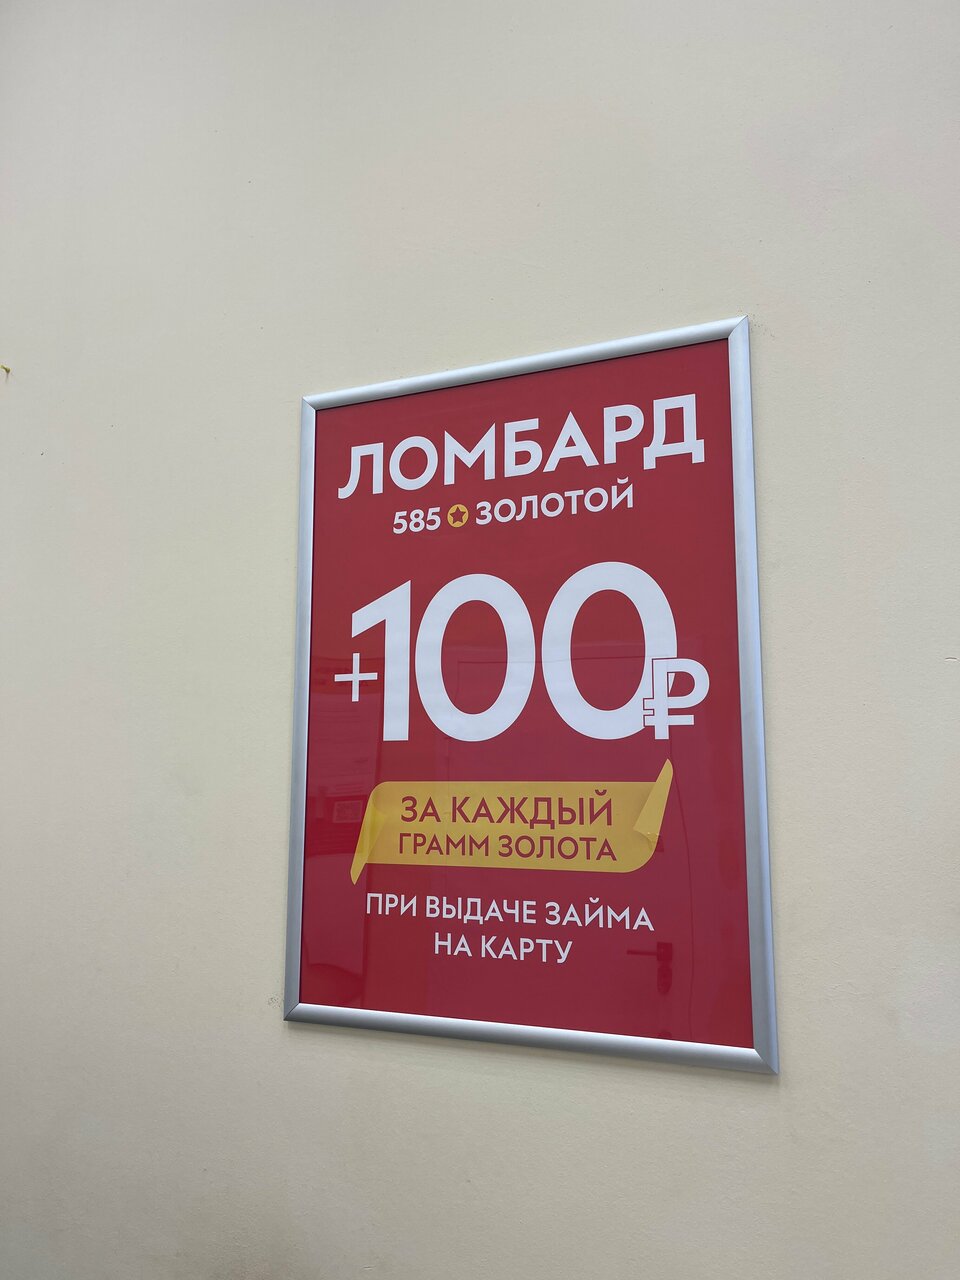 ЛОМБАРД
585 ЗОЛОТОЙ
+100₽
ЗА КАЖДЫЙ
ГРАММ ЗОЛОТА
ПРИ ВЫДАЧЕ ЗАЙМА
НА КАРТУ